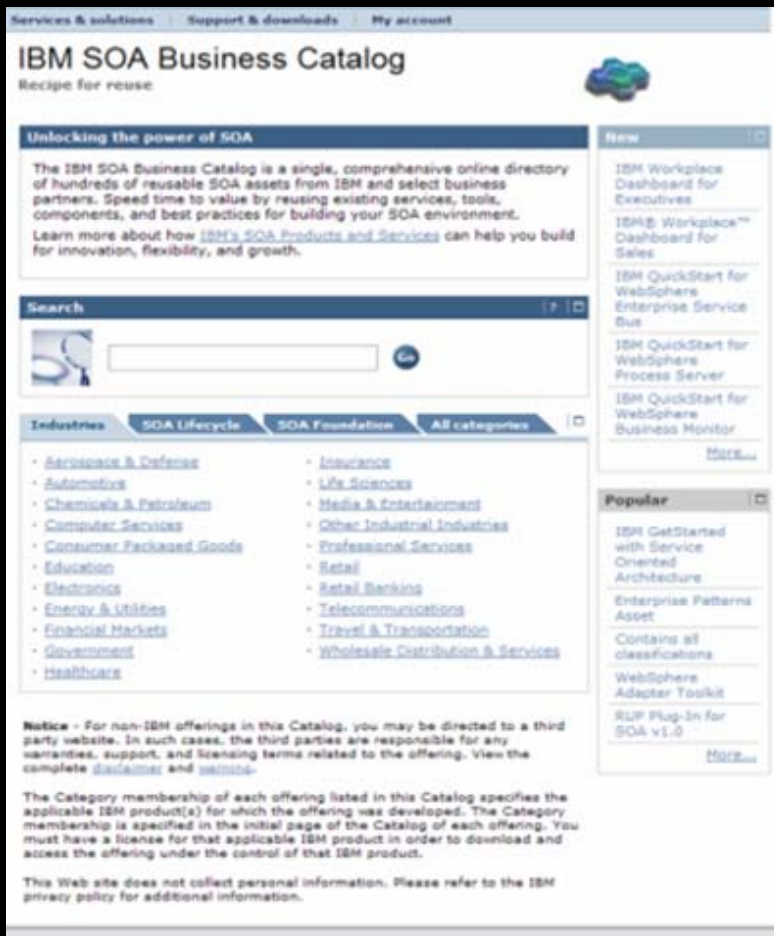 Services & solutions | Support & downloads | My account
IBM SOA Business Catalog
Recipe for reuse
Unlocking the power of SOA
The IBM SOA Business Catalog is a single, comprehensive online directory
of hundreds of reusable SOA assets from IBM and select business
partners. Speed time to value by reusing existing services, tools,
components, and best practices for building your SOA environment.
Learn more about how IBM's SOA Products and Services can help you build
for innovation, flexibility, and growth.
Search
?
Go
Industries
SOA Lifecycle
SOA Foundation
All categories
Aerospace & Defense
Automotive
Chemicals & Petroleum
Computer Services
Consumer Packaged Goods
Education
Electronics
Energy & Utilities
Financial Markets
Government
Healthcare
Insurance
Life Sciences
Media & Entertainment
Other Industrial Industries
Professional Services
Retail
Retail Banking
Telecommunications
Travel & Transportation
Wholesale Distribution & Services
Notice - For non-IBM offerings in this Catalog, you may be directed to a third
party website. In such cases, the third parties are responsible for any
warranties, support, and licensing terms related to the offering. View the
complete disclaimer and warning.
The Category membership of each offering listed in this Catalog specifies the
applicable IBM product(s) for which the offering was developed. The Category
membership is specified in the initial page of the Catalog of each offering. You
must have a license for that applicable IBM product in order to download and
access the offering under the control of that IBM product.
This Web site does not collect personal information. Please refer to the IBM
privacy policy for additional information.
New
IBM Workplace
Dashboard for
Executives
IBM® Workplace™
Dashboard for
Sales
IBM QuickStart for
WebSphere
Enterprise Service
Bus
IBM QuickStart for
WebSphere
Process Server
IBM QuickStart for
WebSphere
Business Monitor
More...
Popular
IBM GetStarted
with Service
Oriented
Architecture
Enterprise Patterns
Asset
Contains all
classifications
WebSphere
Adapter Toolkit
RUP Plug-In for
SOA v1.0
More...